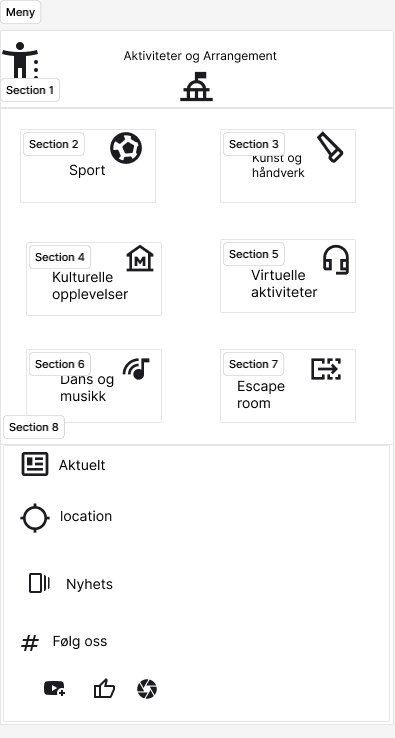 Meny
Aktiviteter og Arrangement
Section 1
Section 2
Sport
Section 3
Kunst og
håndverk
Section 4
Kulturelle
opplevelser
Section 5
Virtuelle
aktiviteter
Section 6
Dans og
musikk
Section 7
Escape
room
Section 8
Aktuelt
location
Nyhets
# Følg oss